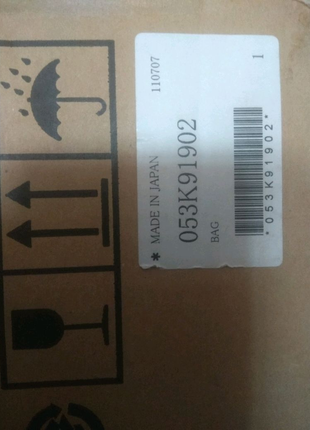 * MADE IN JAPAN 110707
053K91902
BAG 1
*053K91902*